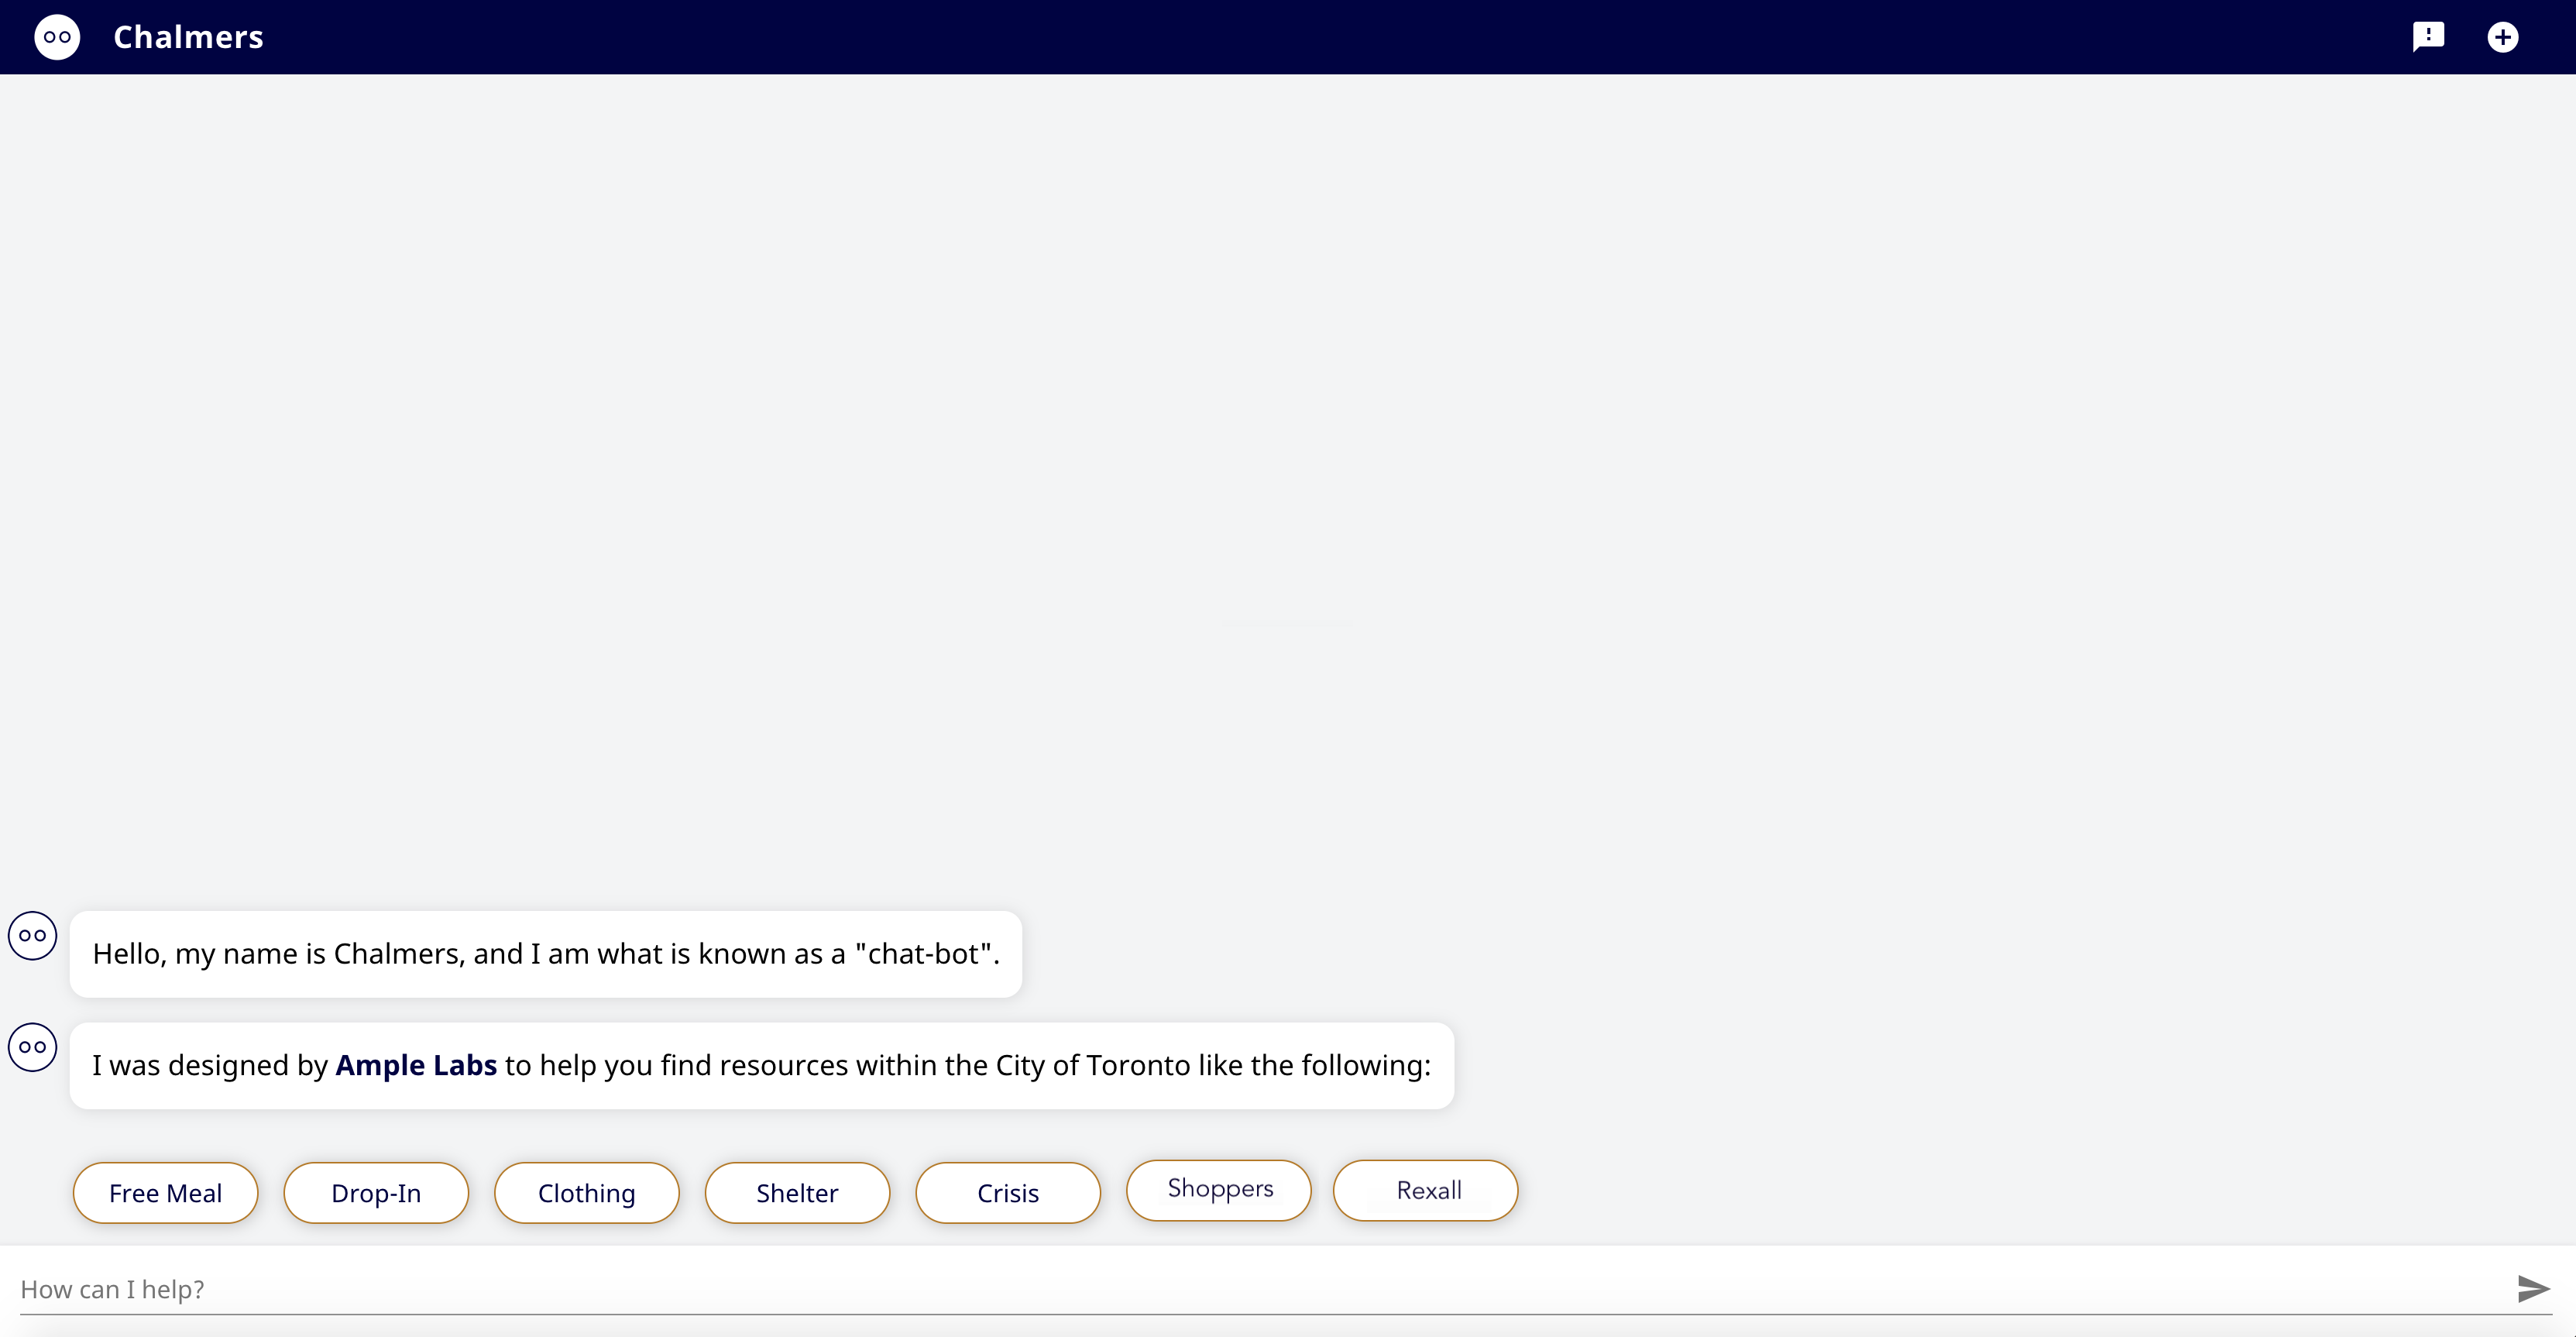 Chalmers
Hello, my name is Chalmers, and I am what is known as a "chat-bot".
I was designed by Ample Labs to help you find resources within the City of Toronto like the following:
Free Meal Drop-In Clothing Shelter Crisis Shoppers Rexall
How can I help?